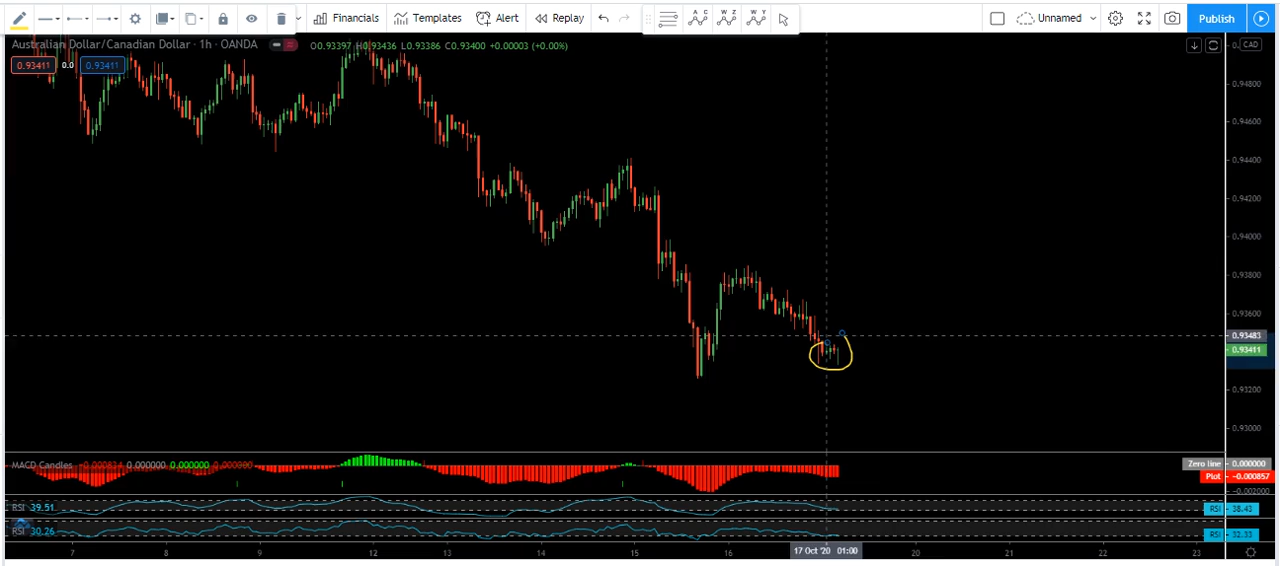 Financials Templates Alert Replay Unnamed Publish
A C W Z W Y
Australian Dollar/Canadian Dollar · 1h · OANDA O0.93397 H0.93436 L0.93386 C0.93400 +0.00003 (+0.00%) CAD
0.93411 0.0 0.93411
0.94800
0.94600
0.94400
0.94200
0.94000
0.93800
0.93600
0.93483
0.93411
0.93200
0.93000
MACD Candles -0.000824 0.000000 0.000000 0.000000 Zero line 0.000000
Plot -0.000857
-0.002000
RSI 39.51 RSI 38.43
RSI 30.26 RSI 32.33
7 8 9 12 13 14 15 16 17 Oct '20 01:00 20 21 22 23